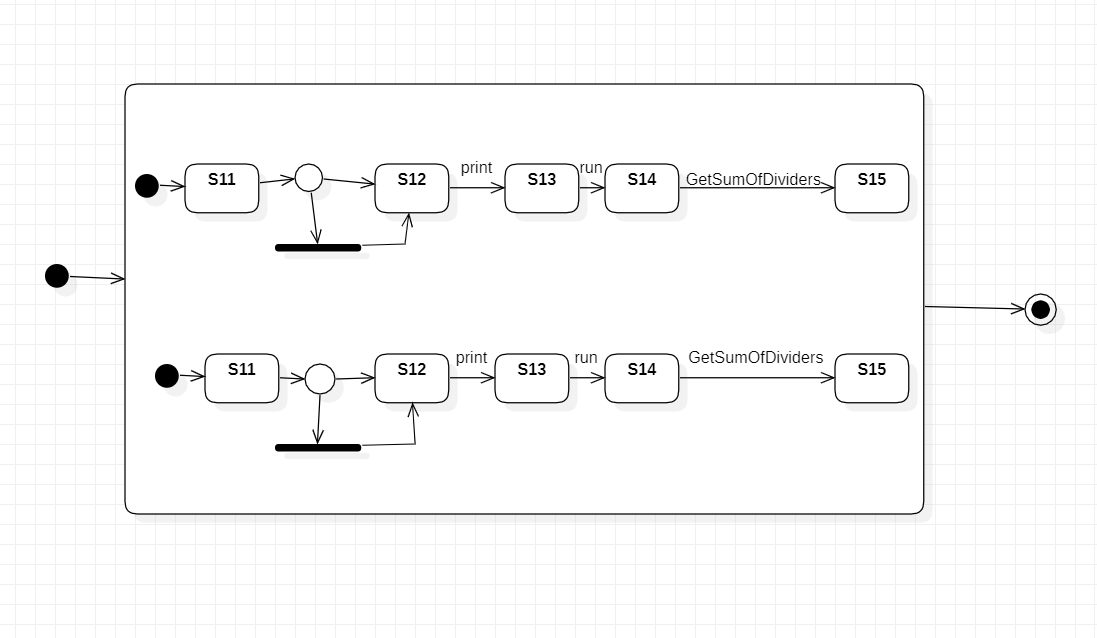 S11
S12
print
S13
run
S14
GetSumOfDividers
S15
S11
S12
print
S13
run
S14
GetSumOfDividers
S15